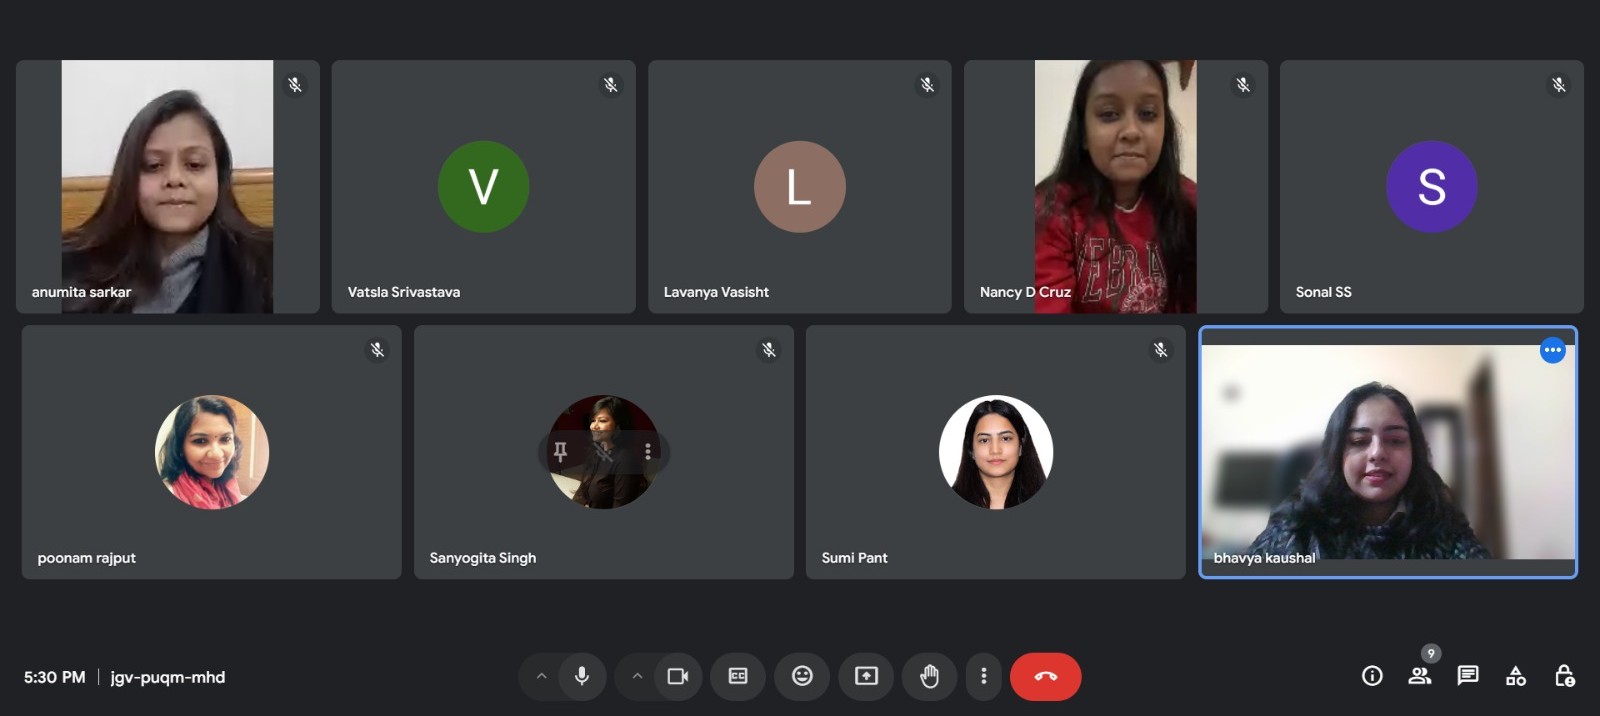 V
L
S
anumita sarkar
Vatsla Srivastava
Lavanya Vasisht
Nancy D Cruz
Sonal SS
poonam rajput
Sanyogita Singh
Sumi Pant
bhavya kaushal
9
5:30 PM | jgv-puqm-mhd
CC